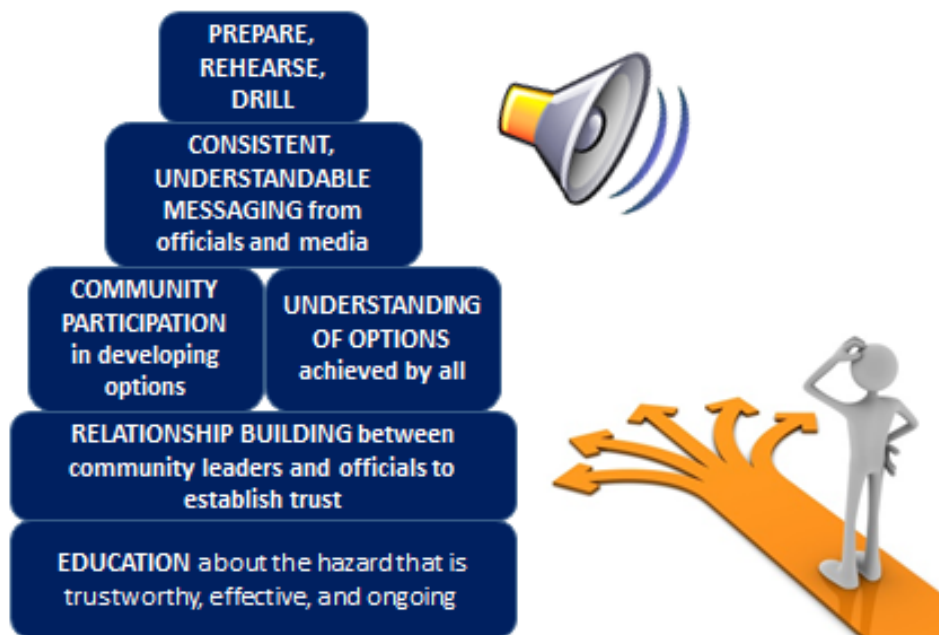 PREPARE,
REHEARSE,
DRILL
CONSISTENT,
UNDERSTANDABLE
MESSAGING from
officials and media
COMMUNITY
PARTICIPATION
in developing
options
UNDERSTANDING
OF OPTIONS
achieved by all
RELATIONSHIP BUILDING between
community leaders and officials to
establish trust
EDUCATION about the hazard that is
trustworthy, effective, and ongoing